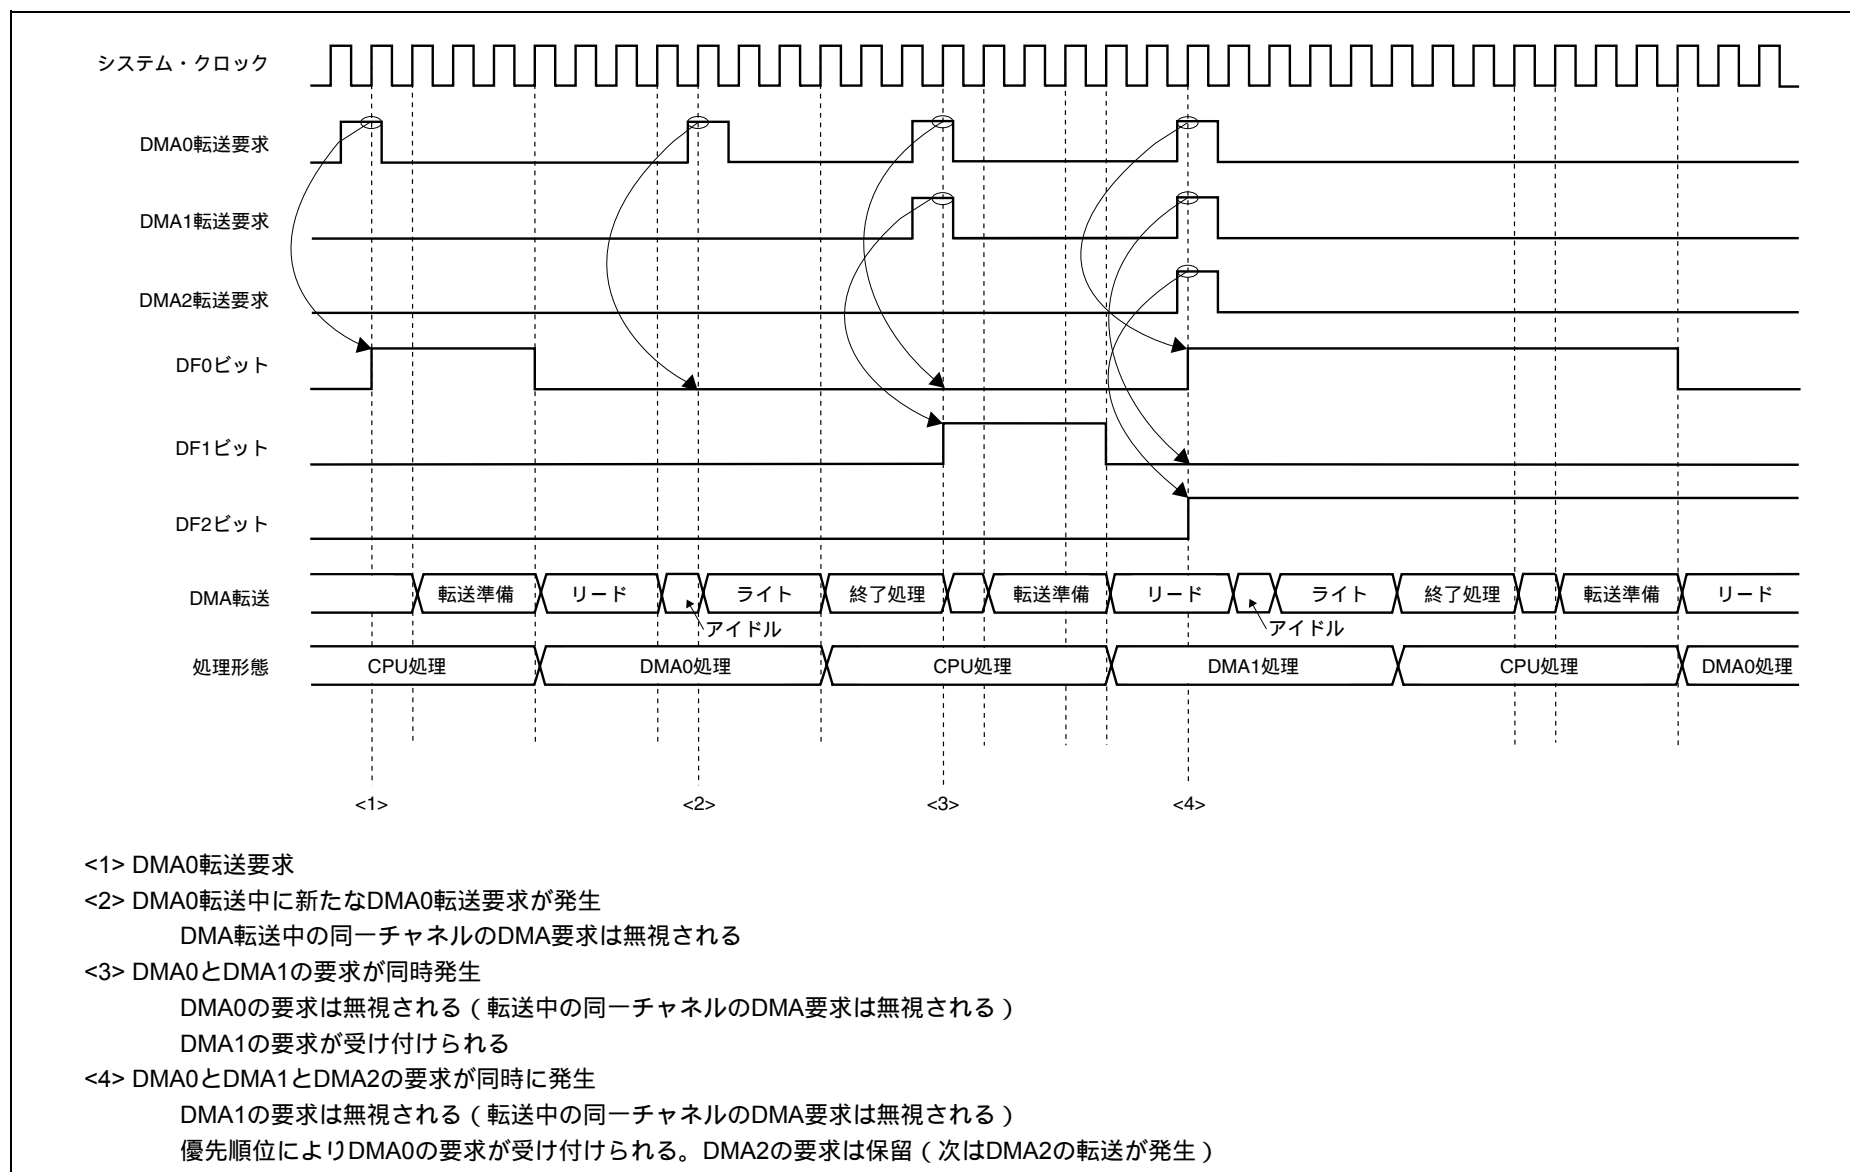 システム・クロック
DMA0転送要求
DMA1転送要求
DMA2転送要求
DF0ビット
DF1ビット
DF2ビット
DMA転送 転送準備 リード ライト 終了処理 転送準備 リード ライト 終了処理 転送準備 リード
アイドル アイドル
処理形態 CPU処理 DMA0処理 CPU処理 DMA1処理 CPU処理 DMA0処理
<1> <2> <3> <4>
<1> DMA0転送要求
<2> DMA0転送中に新たなDMA0転送要求が発生
DMA転送中の同一チャネルのDMA要求は無視される
<3> DMA0とDMA1の要求が同時発生
DMA0の要求は無視される（転送中の同一チャネルのDMA要求は無視される）
DMA1の要求が受け付けられる
<4> DMA0とDMA1とDMA2の要求が同時に発生
DMA1の要求は無視される（転送中の同一チャネルのDMA要求は無視される）
優先順位によりDMA0の要求が受け付けられる。DMA2の要求は保留（次はDMA2の転送が発生）